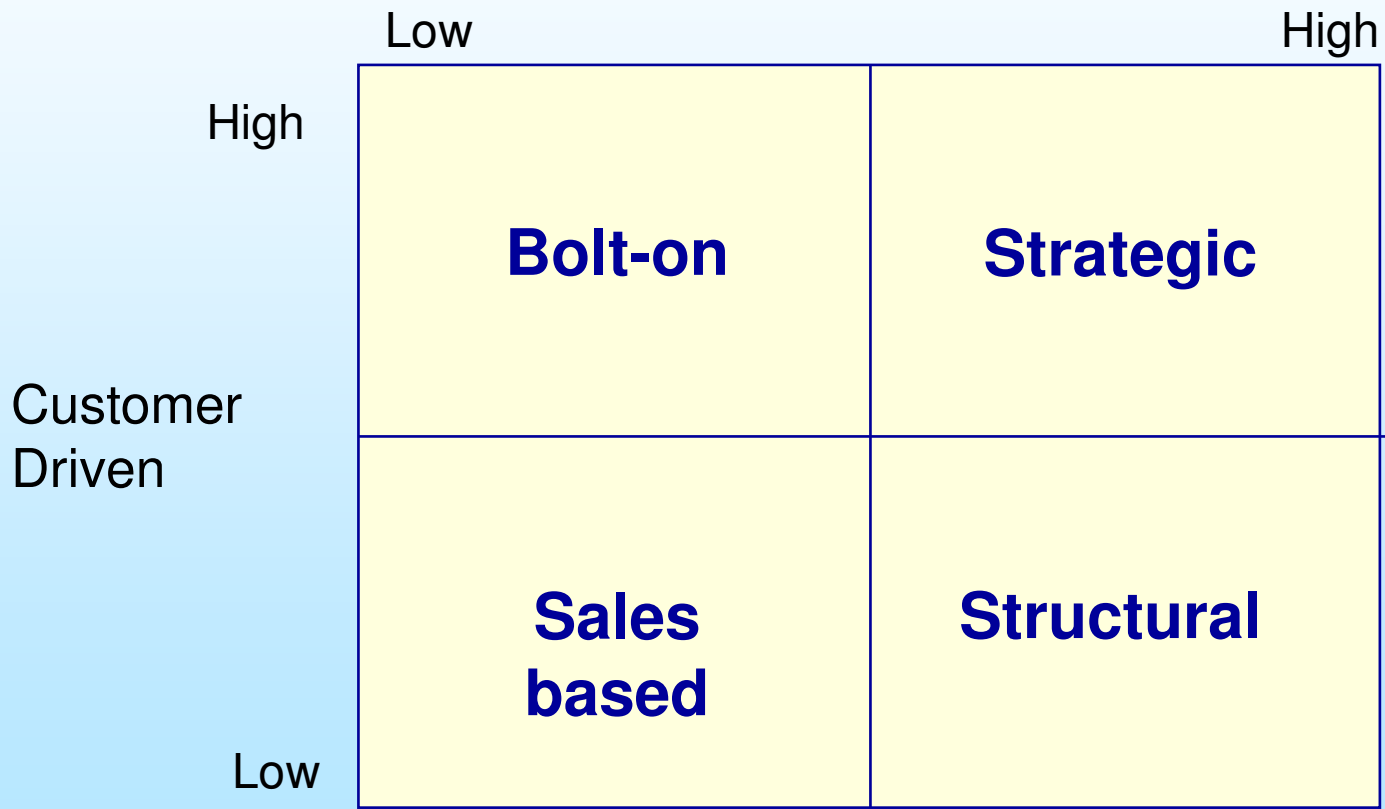 Low High
High
Bolt-on Strategic
Customer
Driven
Sales Structural
based
Low